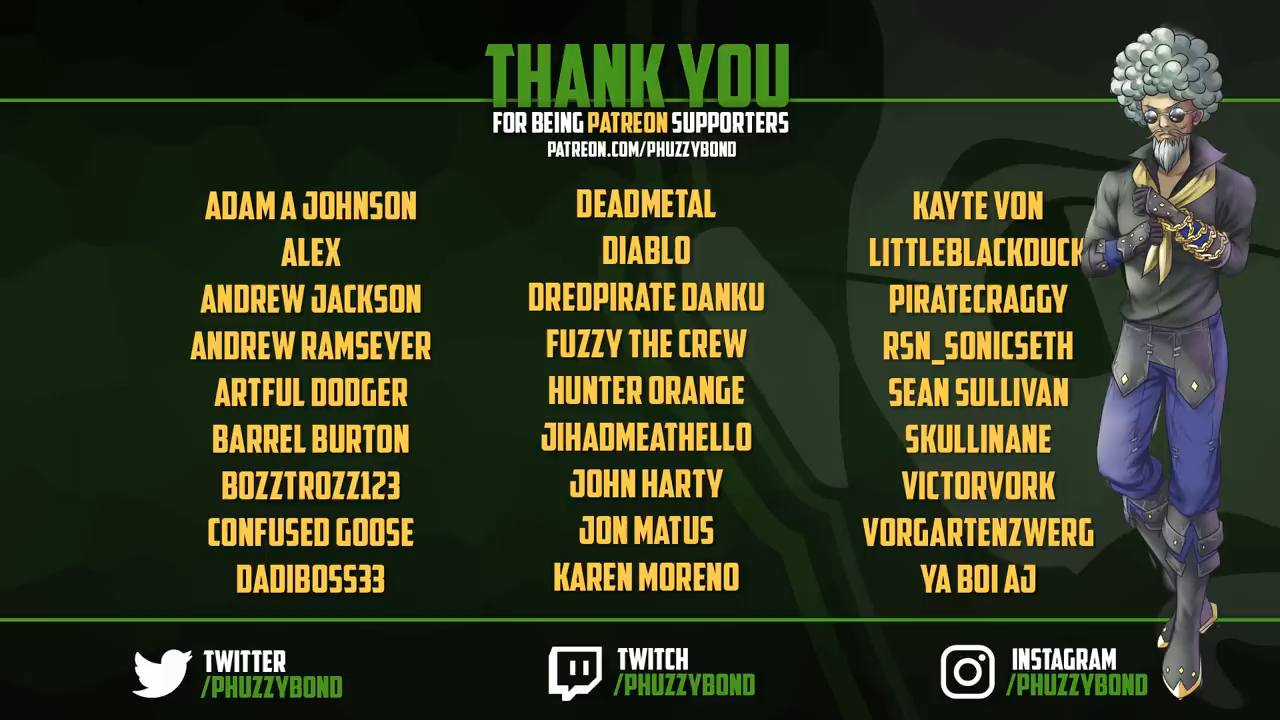 THANK YOU
FOR BEING PATREON SUPPORTERS
PATREON.COM/PHUZZYBOND
ADAM A JOHNSON
ALEX
ANDREW JACKSON
ANDREW RAMSEYER
ARTFUL DODGER
BARREL BURTON
BOZZTROZZ123
CONFUSED GOOSE
DADIBOSS33
DEADMETAL
DIABLO
DREDPIRATE DANKU
FUZZY THE CREW
HUNTER ORANGE
JIHADMEATHELLO
JOHN HARTY
JON MATUS
KAREN MORENO
KAYTE VON
LITTLEBLACKDUCK
PIRATECRAGGY
RSN_SONICSETH
SEAN SULLIVAN
SKULLINANE
VICTORVORK
VORGARTENZWERG
YA BOI AJ
TWITTER
/PHUZZYBOND
TWITCH
/PHUZZYBOND
INSTAGRAM
/PHUZZYBOND